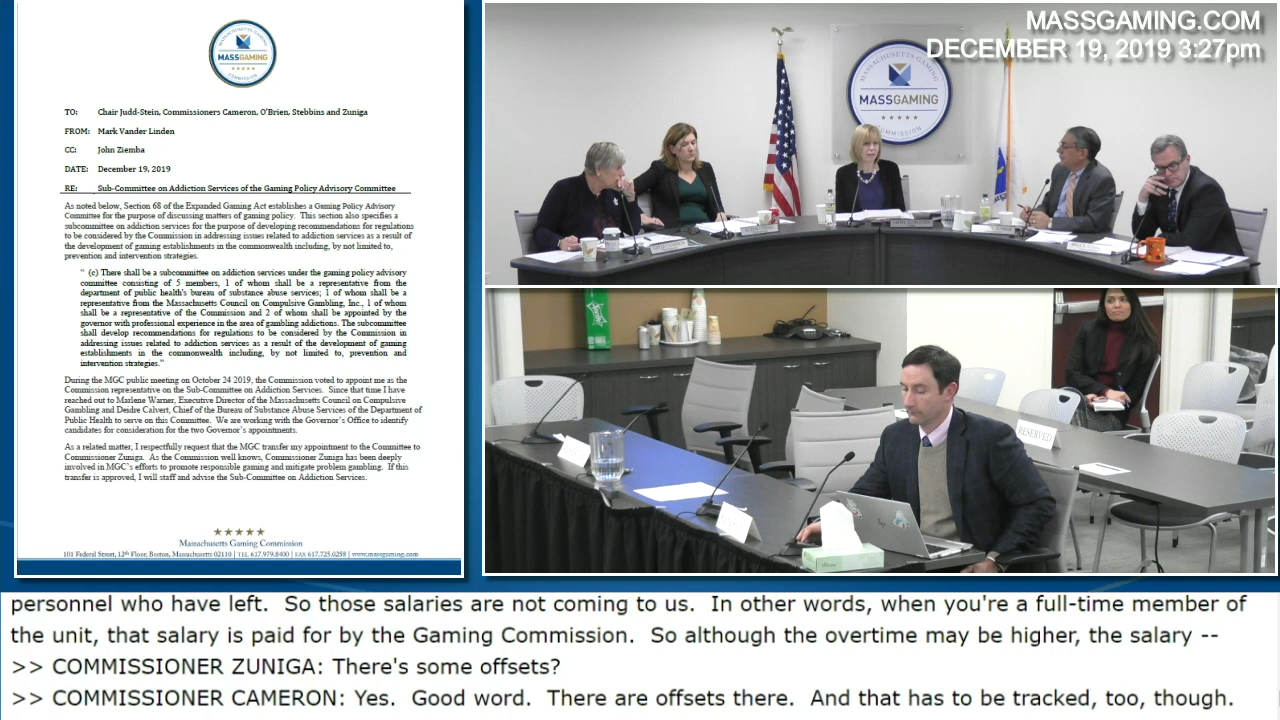 MASSACHUSETTS GAMING
MASSGAMING
COMMISSION
TO: Chair Judd-Stein, Commissioners Cameron, O'Brien, Stebbins and Zuniga
FROM: Mark Vander Linden
CC: John Ziemba
DATE: December 19, 2019
RE: Sub-Committee on Addiction Services of the Gaming Policy Advisory Committee
As noted below, Section 68 of the Expanded Gaming Act establishes a Gaming Policy Advisory
Committee for the purpose of discussing matters of gaming policy. This section also specifies a
subcommittee on addiction services for the purpose of developing recommendations for regulations
to be considered by the Commission in addressing issues related to addiction services as a result of
the development of gaming establishments in the commonwealth including, by not limited to,
prevention and intervention strategies.
" (c) There shall be a subcommittee on addiction services under the gaming policy advisory
committee consisting of 5 members, 1 of whom shall be a representative from the
department of public health's bureau of substance abuse services; 1 of whom shall be a
representative from the Massachusetts Council on Compulsive Gambling, Inc., 1 of whom
shall be a representative of the Commission and 2 of whom shall be appointed by the
governor with professional experience in the area of gambling addictions. The subcommittee
shall develop recommendations for regulations to be considered by the Commission in
addressing issues related to addiction services as a result of the development of gaming
establishments in the commonwealth including, by not limited to, prevention and
intervention strategies."
During the MGC public meeting on October 24 2019, the Commission voted to appoint me as the
Commission representative on the Sub-Committee on Addiction Services. Since that time I have
reached out to Marlene Warner, Executive Director of the Massachusetts Council on Compulsive
Gambling and Deidre Calvert, Chief of the Bureau of Substance Abuse Services of the Department of
Public Health to serve on this Committee. We are working with the Governor's Office to identify
candidates for consideration for the two Governor's appointments.
As a related matter, I respectfully request that the MGC transfer my appointment to the Committee to
Commissioner Zuniga. As the Commission well knows, Commissioner Zuniga has been deeply
involved in MGC's efforts to promote responsible gaming and mitigate problem gambling. If this
transfer is approved, I will staff and advise the Sub-Committee on Addiction Services.
Massachusetts Gaming Commission
101 Federal Street, 12th Floor, Boston, Massachusetts 02110 | TEL 617.979.8400 | FAX 617.725.0258 | www.massgaming.com
MASSGAMING.COM
DECEMBER 19, 2019 3:27pm
MASSACHUSETTS GAMING
MASSGAMING
COMMISSION
RESERVED
personnel who have left. So those salaries are not coming to us. In other words, when you're a full-time member of
the unit, that salary is paid for by the Gaming Commission. So although the overtime may be higher, the salary --
>> COMMISSIONER ZUNIGA: There's some offsets?
>> COMMISSIONER CAMERON: Yes. Good word. There are offsets there. And that has to be tracked, too, though.